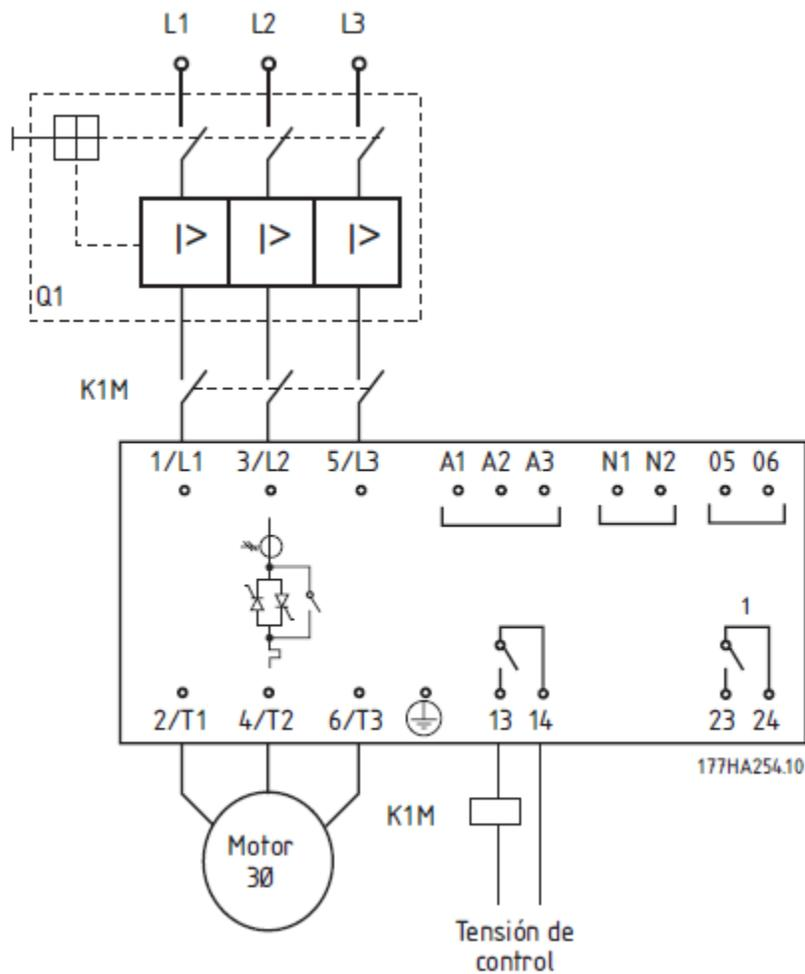 L1 L2 L3
I> I> I>
Q1
K1M
1/L1 3/L2 5/L3 A1 A2 A3 N1 N2 05 06
1
2/T1 4/T2 6/T3 13 14 23 24
177HA254.10
K1M
Motor
3Ø
Tensión de
control